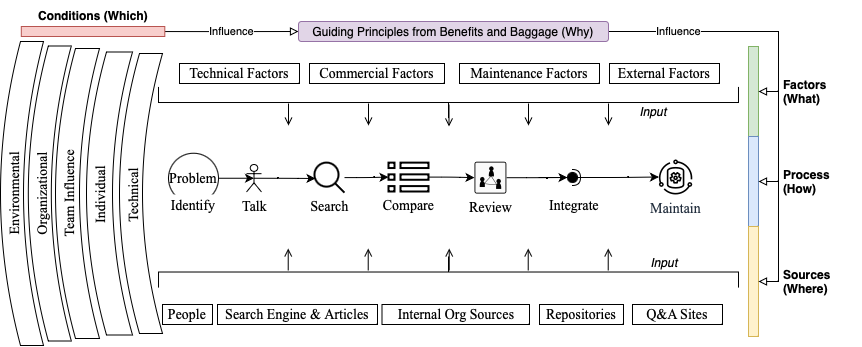 Conditions (Which)
Influence
Guiding Principles from Benefits and Baggage (Why)
Influence
Technical Factors
Commercial Factors
Maintenance Factors
External Factors
Input
Factors
(What)
Environmental
Organizational
Team Influence
Individual
Technical
Problem
Identify
Talk
Search
Compare
Review
Integrate
Maintain
Process
(How)
Input
Sources
(Where)
People
Search Engine & Articles
Internal Org Sources
Repositories
Q&A Sites